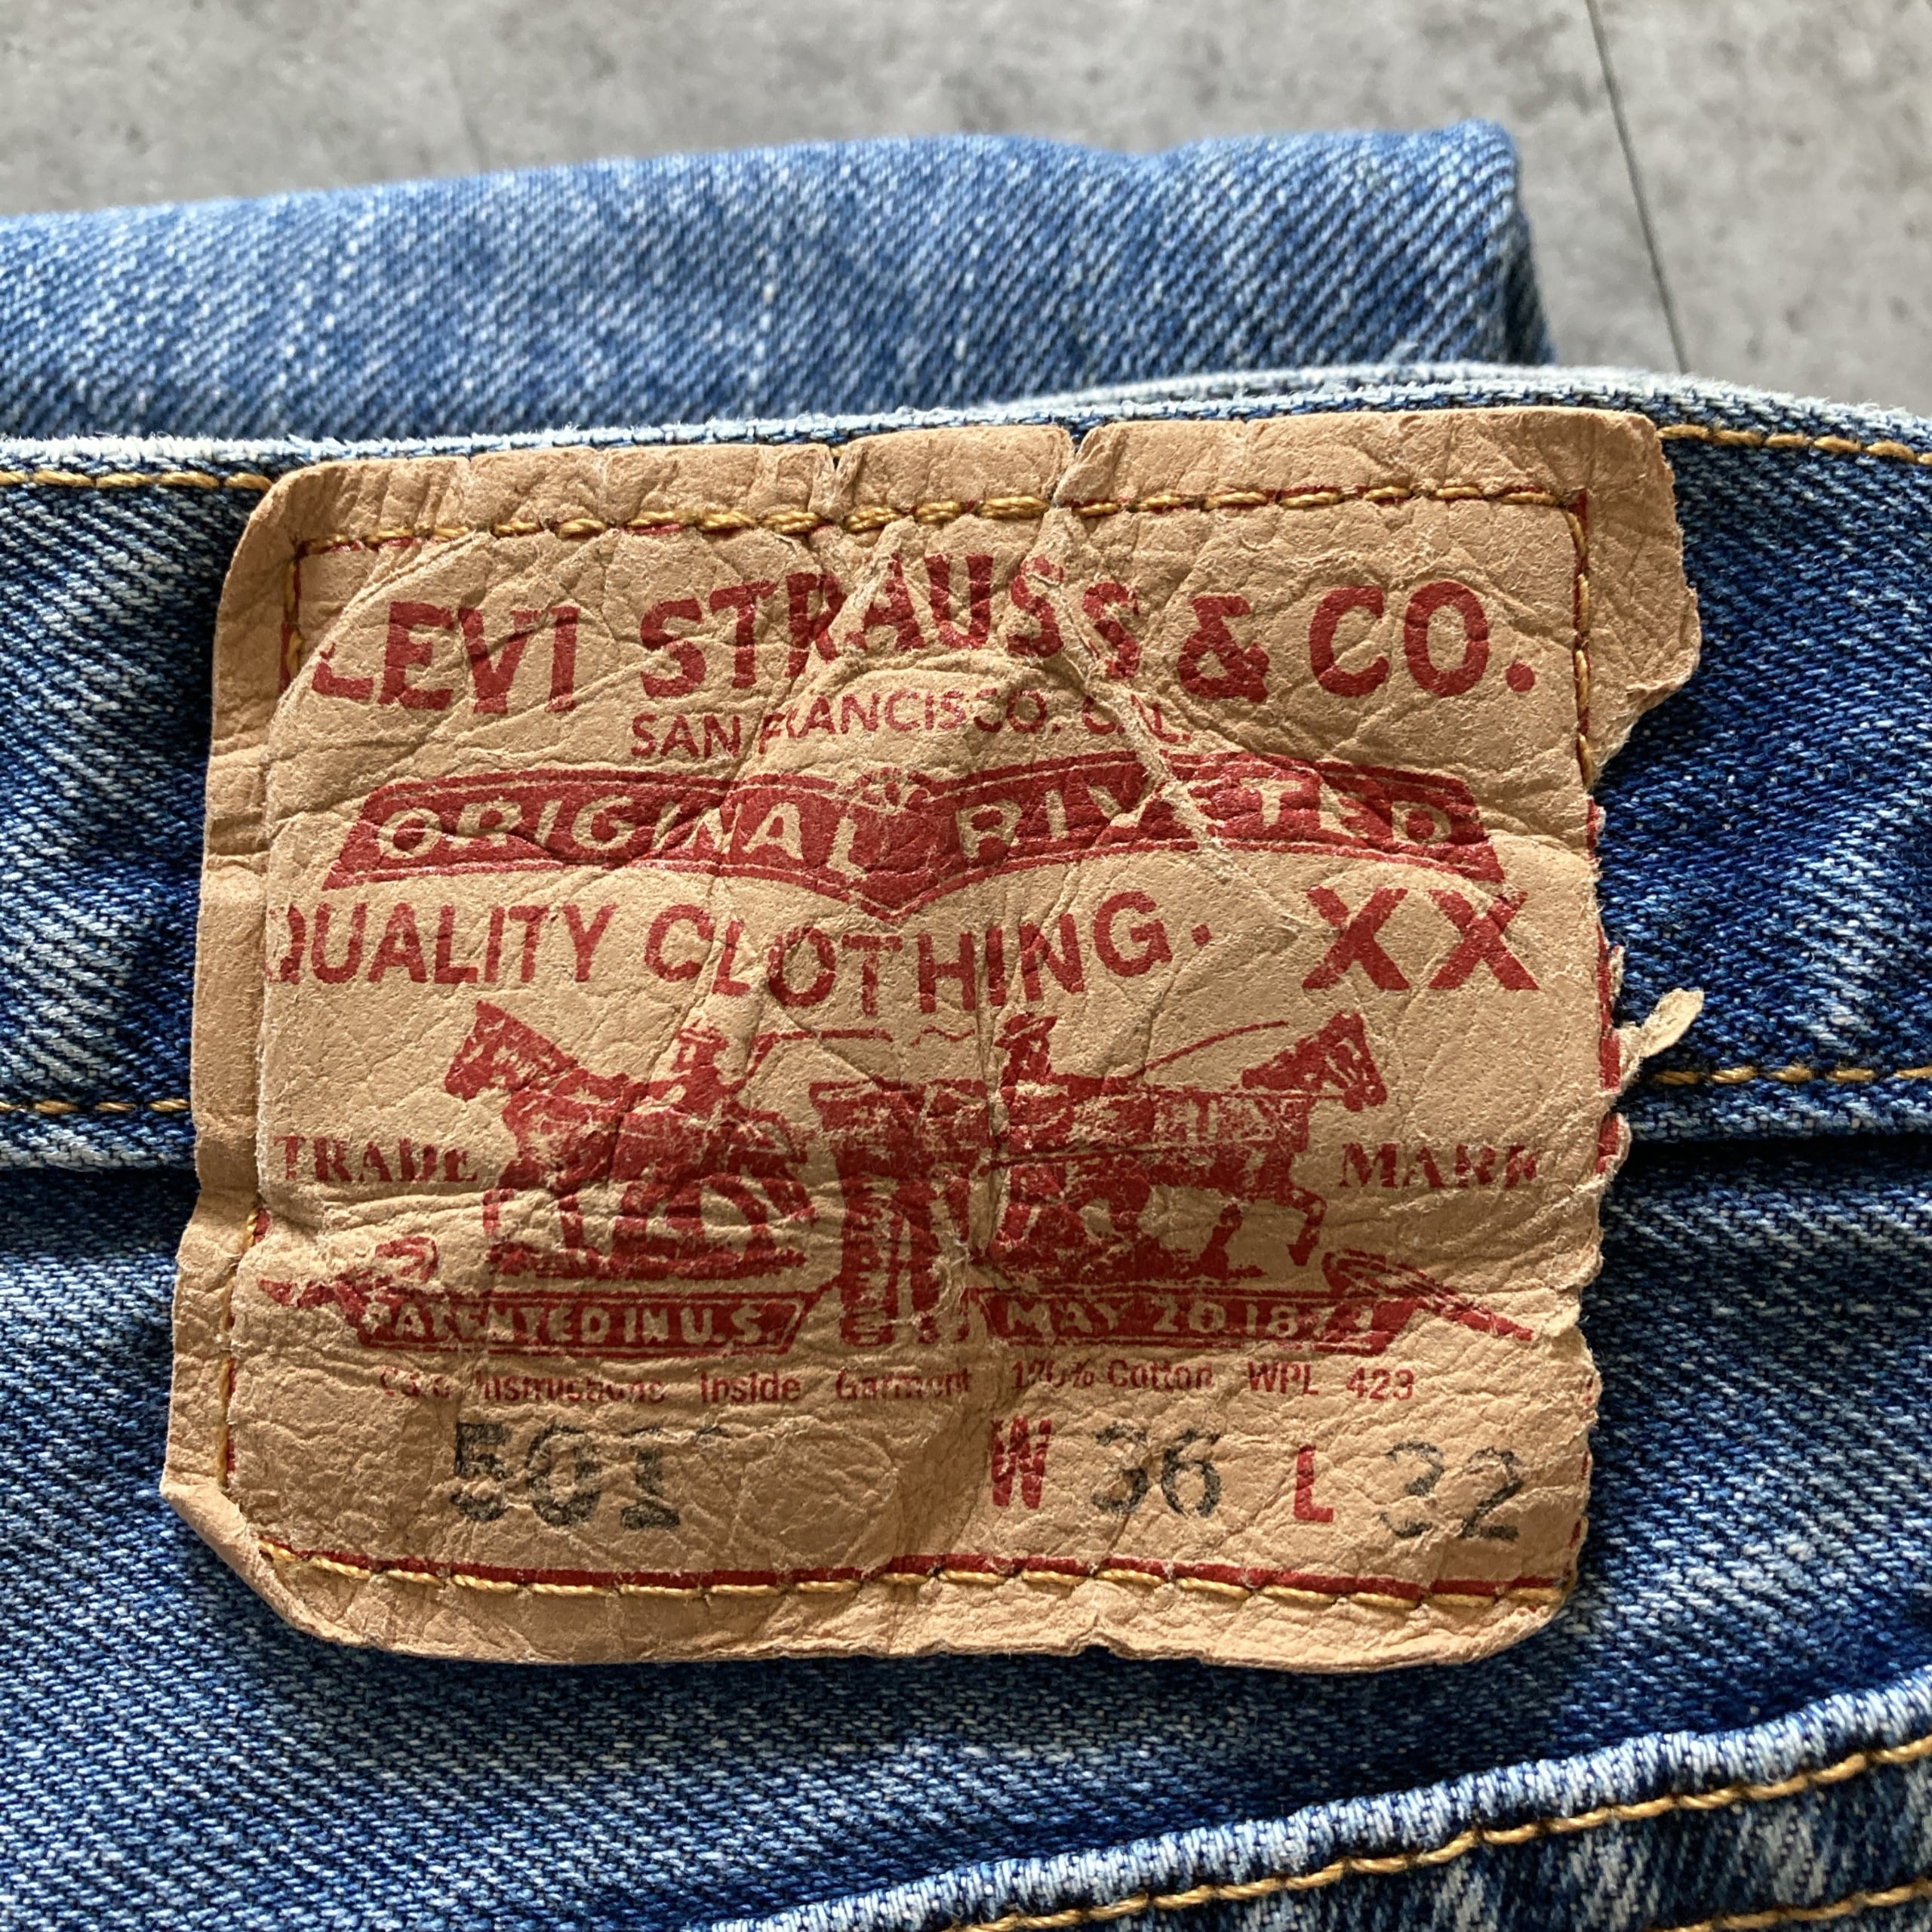 LEVI STRAUSS & CO.
SAN FRANCISCO. CAL.
ORIGINAL RIVETED
QUALITY CLOTHING. XX
TRADE MARK
PATENTED IN U.S. MAY 20 1873
Care Instructions Inside Garment 100% Cotton WPL 423
501 W 36 L 32